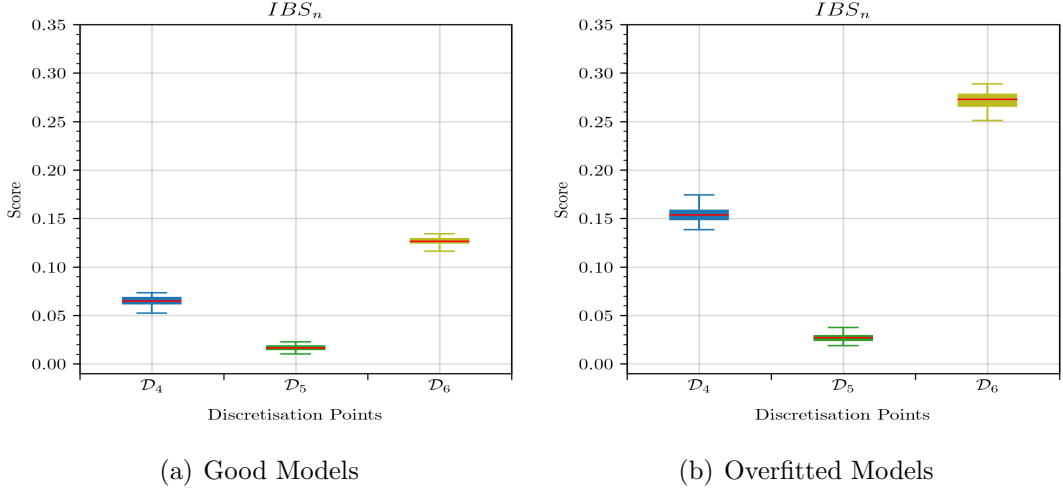 IBS_n
0.35
0.30
0.25
0.20
0.15
0.10
0.05
0.00
Score
𝒟_4 𝒟_5 𝒟_6
Discretisation Points
(a) Good Models
IBS_n
0.35
0.30
0.25
0.20
0.15
0.10
0.05
0.00
Score
𝒟_4 𝒟_5 𝒟_6
Discretisation Points
(b) Overfitted Models